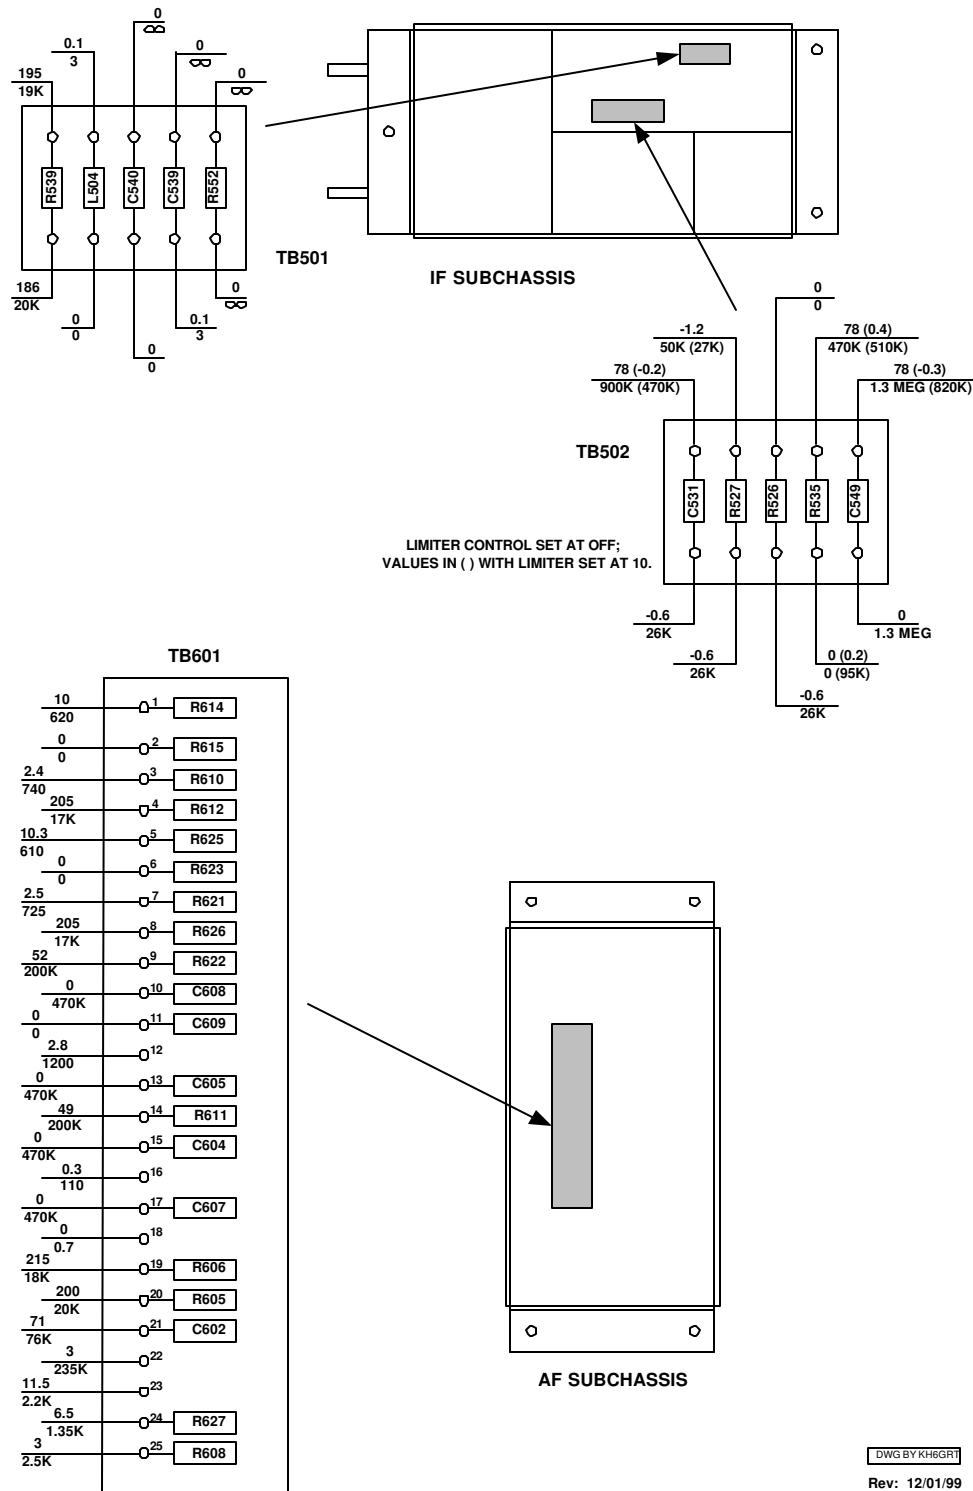 0
∞
0.1
3
0
∞
195
19K
0
∞
R539
L504
C540
C539
R552
TB501
186
20K
0
∞
0
0
0.1
3
0
0
IF SUBCHASSIS
0
0
-1.2
50K (27K)
78 (0.4)
470K (510K)
78 (-0.2)
900K (470K)
78 (-0.3)
1.3 MEG (820K)
TB502
C531
R527
R526
R535
C549
LIMITER CONTROL SET AT OFF;
VALUES IN ( ) WITH LIMITER SET AT 10.
-0.6
26K
0
1.3 MEG
-0.6
26K
0 (0.2)
0 (95K)
-0.6
26K
TB601
10
620
1
R614
0
0
2
R615
2.4
740
3
R610
205
17K
4
R612
10.3
610
5
R625
0
0
6
R623
2.5
725
7
R621
205
17K
8
R626
52
200K
9
R622
0
470K
10
C608
0
0
11
C609
2.8
1200
12
0
470K
13
C605
49
200K
14
R611
0
470K
15
C604
0.3
110
16
0
470K
17
C607
0
0.7
18
215
18K
19
R606
200
20K
20
R605
71
76K
21
C602
3
235K
22
11.5
2.2K
23
6.5
1.35K
24
R627
3
2.5K
25
R608
AF SUBCHASSIS
DWG BY KH6GRT
Rev: 12/01/99